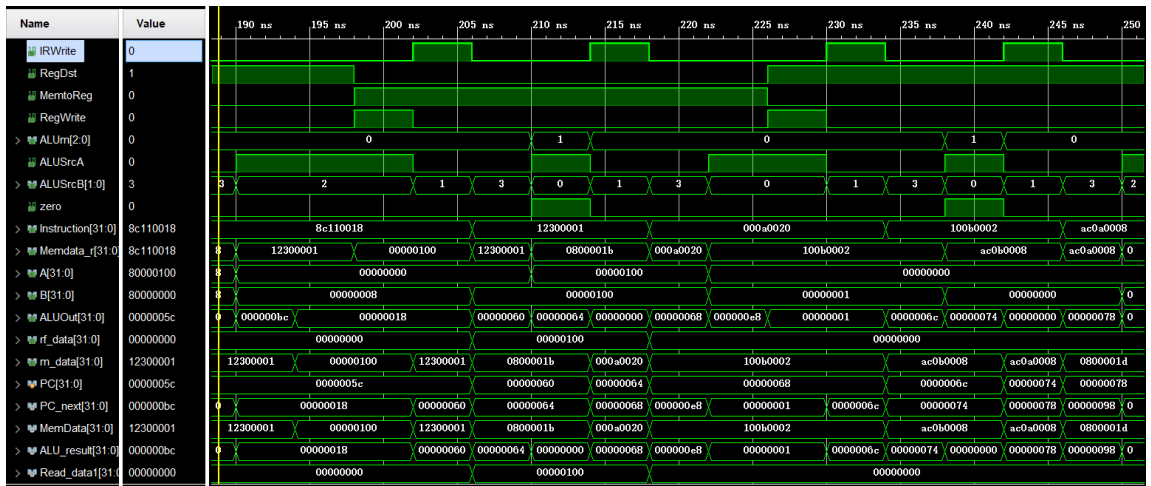 Name Value 190 ns 195 ns 200 ns 205 ns 210 ns 215 ns 220 ns 225 ns 230 ns 235 ns 240 ns 245 ns 250
IRWrite 0
RegDst 1
MemtoReg 0
RegWrite 0
ALUm[2:0] 0 0 1 0 1 0
ALUSrcA 0
ALUSrcB[1:0] 3 3 2 1 3 0 1 3 0 1 3 0 1 3 2
zero 0
Instruction[31:0] 8c110018 8c110018 12300001 000a0020 100b0002 ac0a0008
Memdata_r[31:0] 8c110018 8 12300001 00000100 12300001 0800001b 000a0020 100b0002 ac0b0008 ac0a0008 0
A[31:0] 80000100 8 00000000 00000100 00000000
B[31:0] 80000000 8 00000008 00000100 00000001 00000000 0
ALUOut[31:0] 0000005c 0 000000bc 00000018 00000060 00000064 00000000 00000068 000000e8 00000001 0000006c 00000074 00000000 00000078 0
rf_data[31:0] 00000000 00000000 00000100 00000000
m_data[31:0] 12300001 12300001 00000100 12300001 0800001b 000a0020 100b0002 ac0b0008 ac0a0008 0800001d
PC[31:0] 0000005c 0000005c 00000060 00000064 00000068 0000006c 00000074 00000078
PC_next[31:0] 000000bc 0 00000018 00000060 00000064 00000068 000000e8 00000001 0000006c 00000074 00000078 00000098 0
MemData[31:0] 12300001 12300001 00000100 12300001 0800001b 000a0020 100b0002 ac0b0008 ac0a0008 0800001d
ALU_result[31:0] 000000bc 0 00000018 00000060 00000064 00000000 00000068 000000e8 00000001 0000006c 00000074 00000000 00000078 00000098 0
Read_data1[31:0 00000000 00000000 00000100 00000000